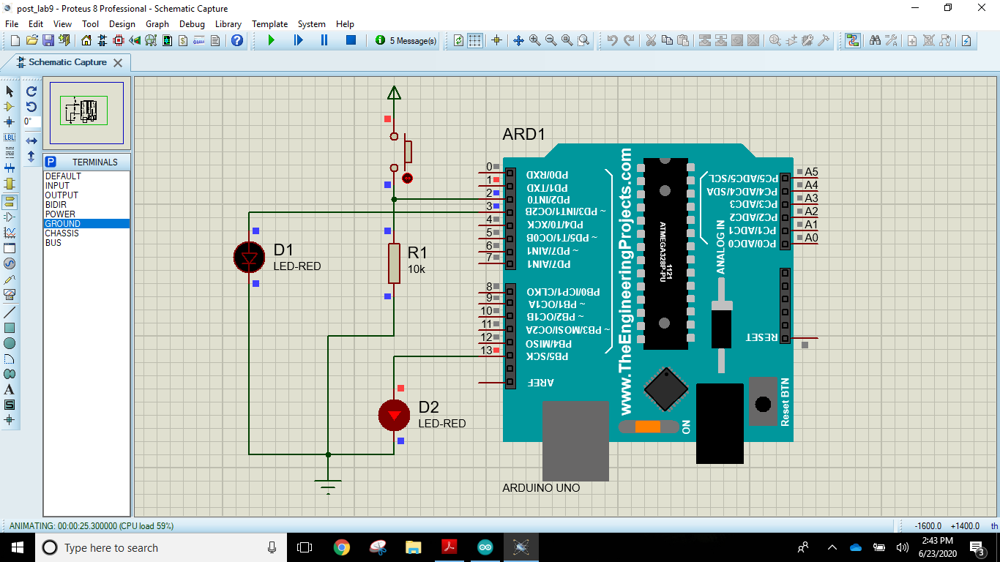 post_lab9 - Proteus 8 Professional - Schematic Capture
File Edit View Tool Design Graph Debug Library Template System Help
5 Message(s)
Schematic Capture
0°
LBL
P TERMINALS
DEFAULT
INPUT
OUTPUT
BIDIR
POWER
GROUND
CHASSIS
BUS
A
S
D1
LED-RED
R1
10k
D2
LED-RED
ARD1
0 PD0/RXD
1 PD1/TXD
2 PD2/INT0
3 ~ PD3/INT1/OC2B
4 PD4/T0/XCK
5 ~ PD5/T1/OC0B
6 ~ PD6/AIN1
7 PD7/AIN1
8 PB0/ICP1/CLKO
9 ~ PB1/OC1A
10 ~ PB2/OC1B
11 ~ PB3/MOSI/OC2A
12 PB4/MISO
13 PB5/SCK
AREF
www.TheEngineeringProjects.com
ATMEGA328P-PU
1121
ANALOG IN
PC5/ADC5/SCL A5
PC4/ADC4/SDA A4
PC3/ADC3 A3
PC2/ADC2 A2
PC1/ADC1 A1
PC0/ADC0 A0
RESET
Reset BTN
ON
ARDUINO UNO
ANIMATING: 00:00:25.300000 (CPU load 59%)
-1600.0 +1400.0 th
Type here to search
2:43 PM
6/23/2020
3